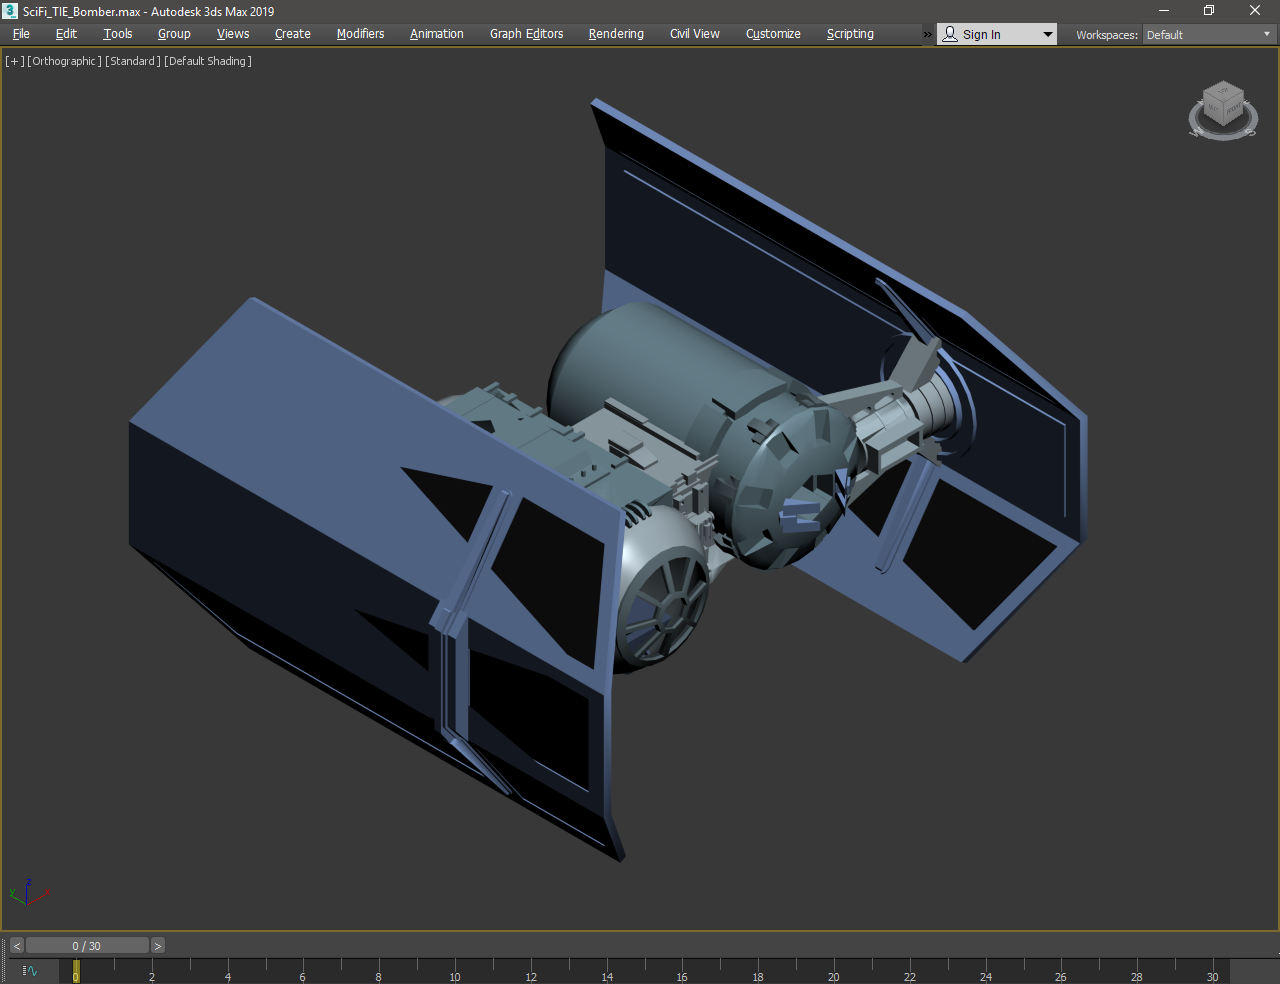 SciFi_TIE_Bomber.max - Autodesk 3ds Max 2019
File Edit Tools Group Views Create Modifiers Animation Graph Editors Rendering Civil View Customize Scripting » Sign In Workspaces: Default
[+] [Orthographic] [Standard] [Default Shading]
W S
z
y x
< 0 / 30 >
0 2 4 6 8 10 12 14 16 18 20 22 24 26 28 30